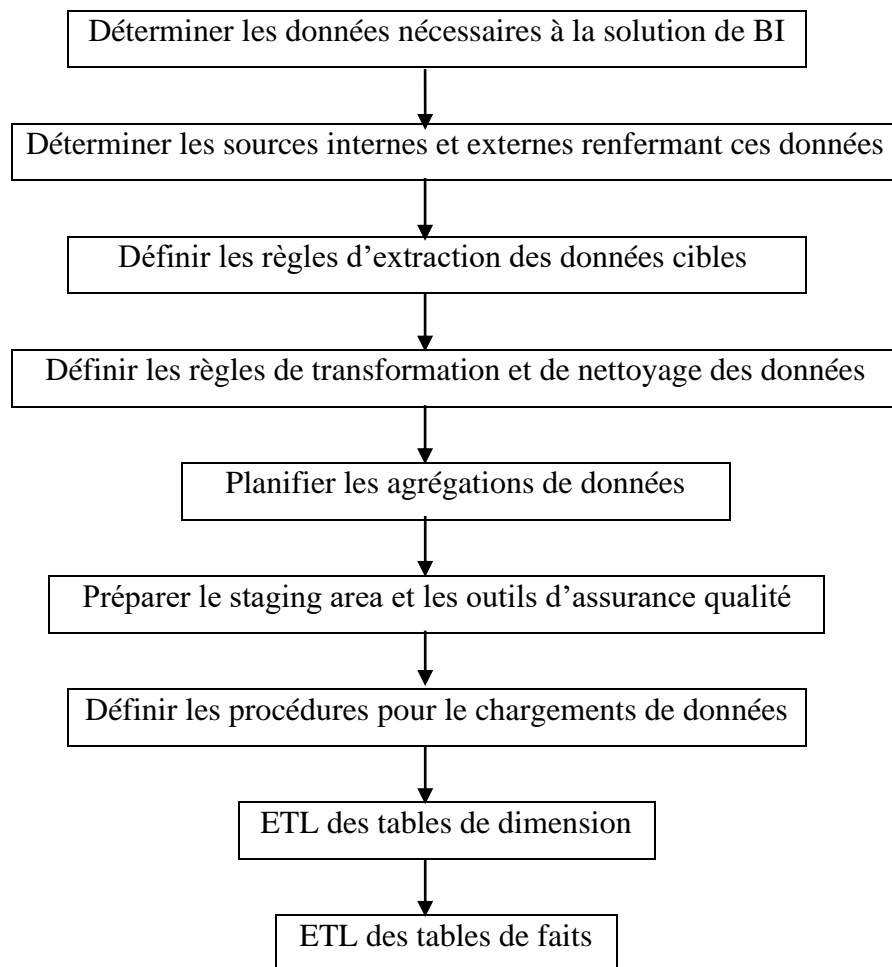 Déterminer les données nécessaires à la solution de BI
Déterminer les sources internes et externes renfermant ces données
Définir les règles d’extraction des données cibles
Définir les règles de transformation et de nettoyage des données
Planifier les agrégations de données
Préparer le staging area et les outils d’assurance qualité
Définir les procédures pour le chargements de données
ETL des tables de dimension
ETL des tables de faits